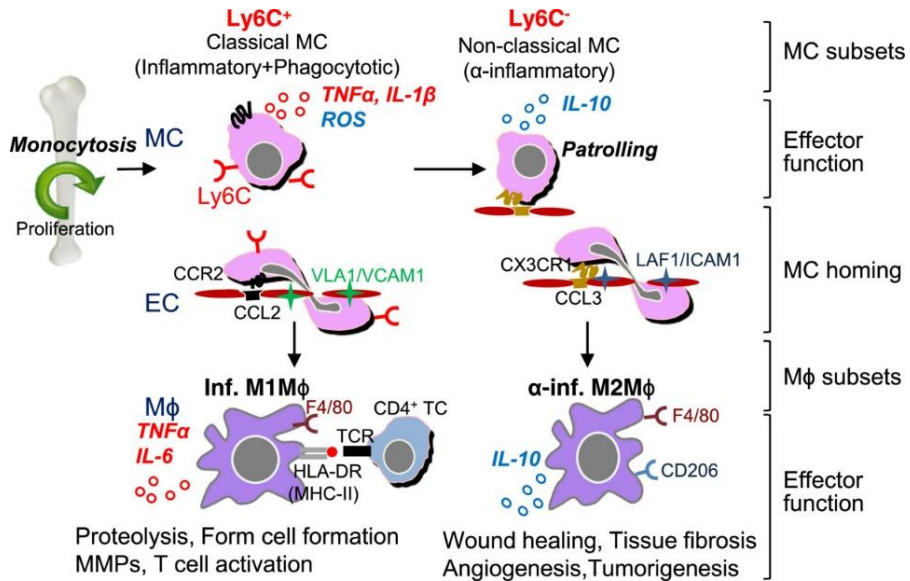 Ly6C⁺
Classical MC
(Inflammatory+Phagocytotic)
Ly6C⁻
Non-classical MC
(α-inflammatory)
MC subsets
Monocytosis
Proliferation
MC
TNFα, IL-1β
ROS
Ly6C
IL-10
Patrolling
Effector
function
CCR2
VLA1/VCAM1
EC
CCL2
CX3CR1
LAF1/ICAM1
CCL3
MC homing
Inf. M1Mϕ
α-inf. M2Mϕ
Mϕ subsets
Mϕ
TNFα
IL-6
F4/80
CD4⁺ TC
TCR
HLA-DR
(MHC-II)
IL-10
F4/80
CD206
Effector
function
Proteolysis, Form cell formation
MMPs, T cell activation
Wound healing, Tissue fibrosis
Angiogenesis,Tumorigenesis